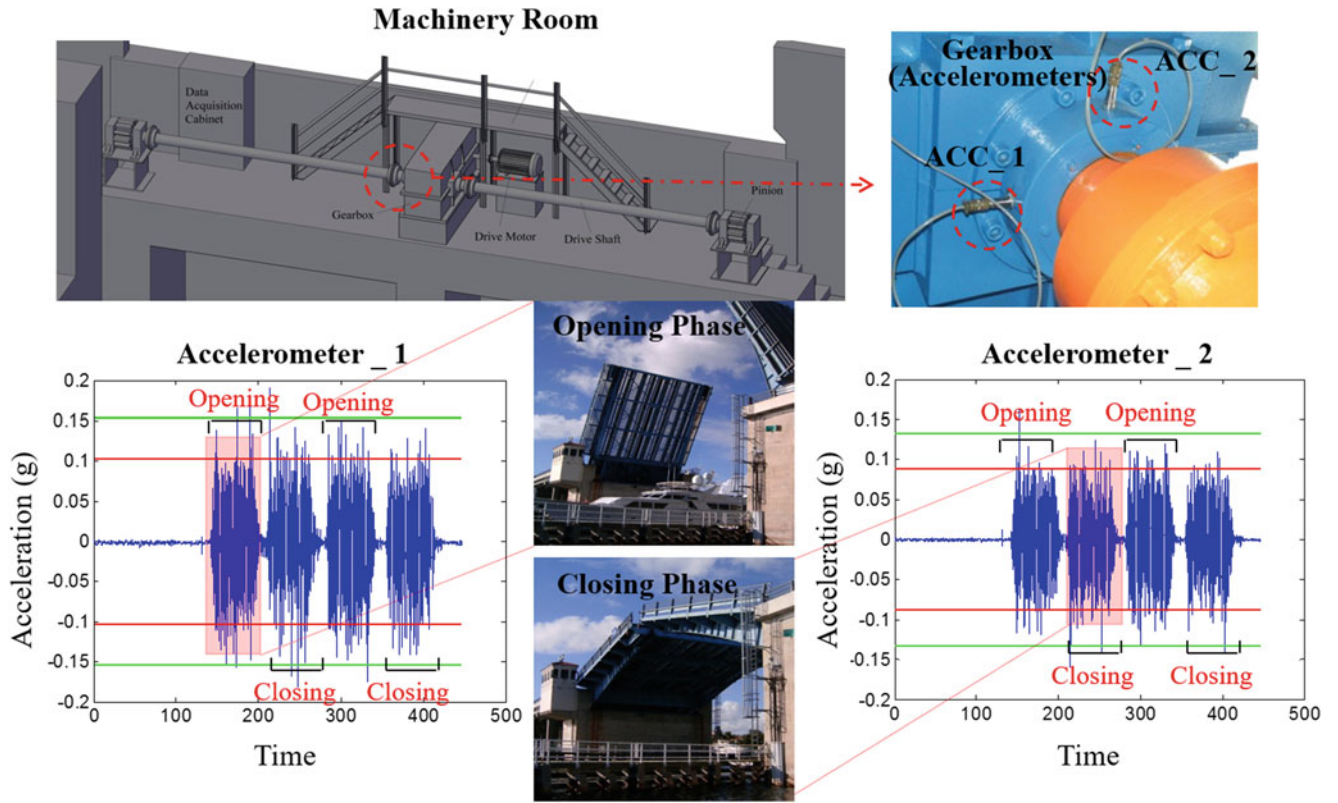 Machinery Room
Data
Acquisition
Cabinet
Gearbox
Drive Motor
Drive Shaft
Pinion
Gearbox
(Accelerometers)
ACC_ 2
ACC_ 1
Opening Phase
Closing Phase
Accelerometer _ 1
Acceleration (g)
0.2
0.15
0.1
0.05
0
-0.05
-0.1
-0.15
-0.2
Opening
Opening
Closing
Closing
0 100 200 300 400 500
Time
Accelerometer _ 2
Acceleration (g)
0.2
0.15
0.1
0.05
0
-0.05
-0.1
-0.15
-0.2
Opening
Opening
Closing
Closing
0 100 200 300 400 500
Time